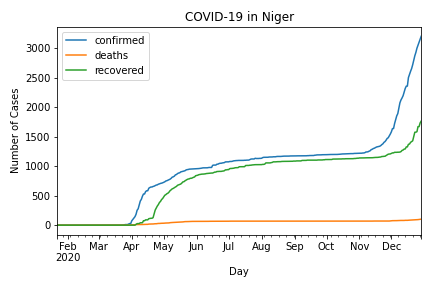 COVID-19 in Niger
confirmed
deaths
recovered
Number of Cases
3000
2500
2000
1500
1000
500
0
Feb Mar Apr May Jun Jul Aug Sep Oct Nov Dec
2020
Day